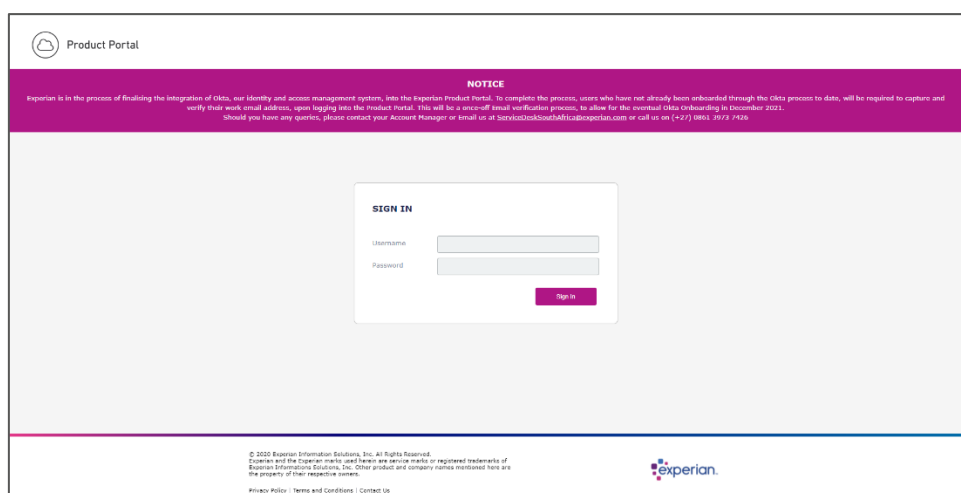 Product Portal
NOTICE
Experian is in the process of finalising the integration of Okta, our identity and access management system, into the Experian Product Portal. To complete the process, users who have not already been onboarded through the Okta process to date, will be required to capture and
verify their work email address, upon logging into the Product Portal. This will be a once-off Email verification process, to allow for the eventual Okta Onboarding in December 2021.
Should you have any queries, please contact your Account Manager or Email us at ServiceDeskSouthAfrica@experian.com or call us on (+27) 0861 3973 7426
SIGN IN
Username
Password
Sign In
© 2020 Experian Information Solutions, Inc. All Rights Reserved.
Experian and the Experian marks used herein are service marks or registered trademarks of
Experian Informations Solutions, Inc. Other product and company names mentioned here are
the property of their respective owners.
Privacy Policy | Terms and Conditions | Contact Us
experian.